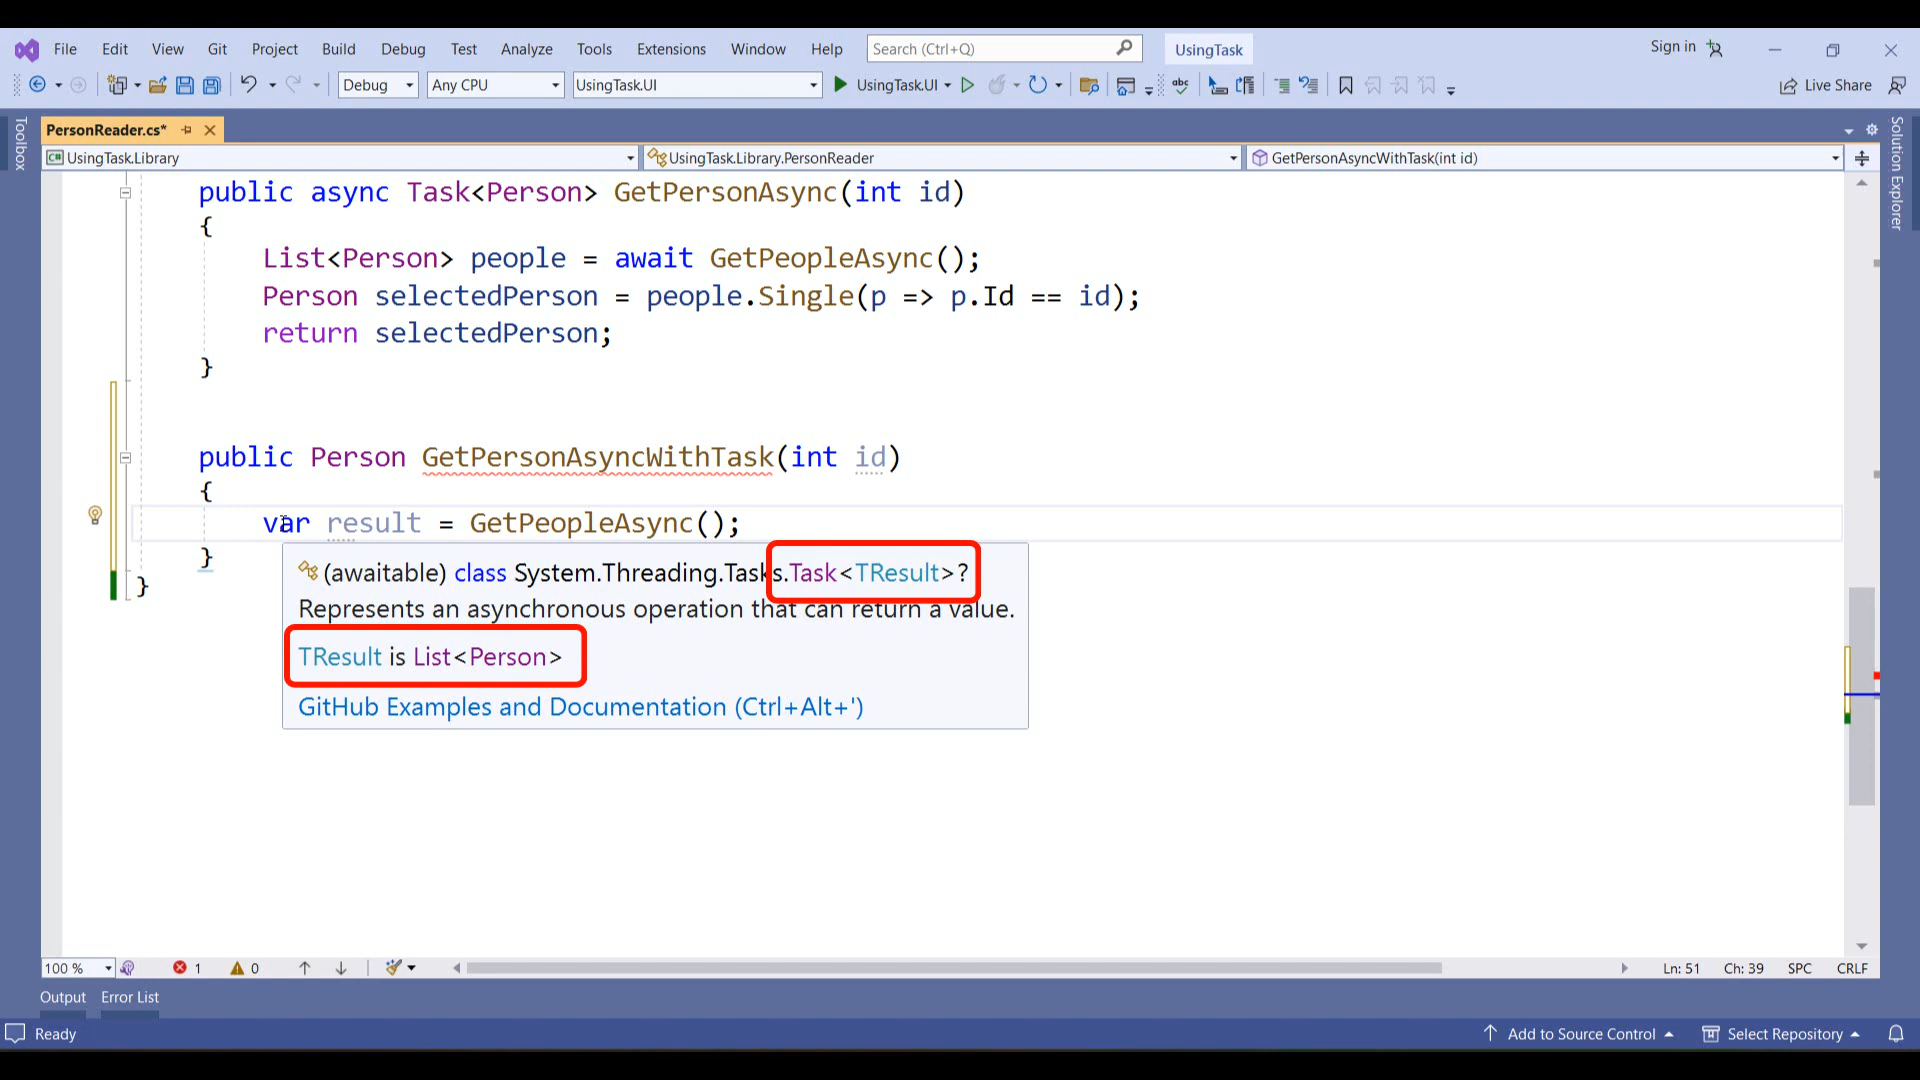 File Edit View Git Project Build Debug Test Analyze Tools Extensions Window Help Search (Ctrl+Q) UsingTask Sign in
Debug Any CPU UsingTask.UI UsingTask.UI Live Share
Toolbox
PersonReader.cs*
Solution Explorer
C# UsingTask.Library UsingTask.Library.PersonReader GetPersonAsyncWithTask(int id)
public async Task<Person> GetPersonAsync(int id)
{
List<Person> people = await GetPeopleAsync();
Person selectedPerson = people.Single(p => p.Id == id);
return selectedPerson;
}
public Person GetPersonAsyncWithTask(int id)
{
var result = GetPeopleAsync();
}
}
(awaitable) class System.Threading.Tasks.Task<TResult>?
Represents an asynchronous operation that can return a value.
TResult is List<Person>
GitHub Examples and Documentation (Ctrl+Alt+')
100 % 1 0 Ln: 51 Ch: 39 SPC CRLF
Output Error List
Ready Add to Source Control Select Repository